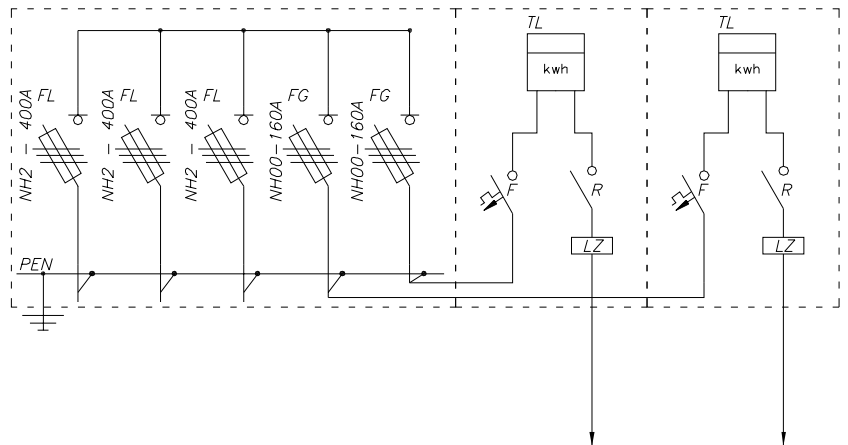 TL
TL
kwh
kwh
NH2 - 400A FL
NH2 - 400A FL
NH2 - 400A FL
NH00-160A FG
NH00-160A FG
F
R
F
R
LZ
LZ
PEN